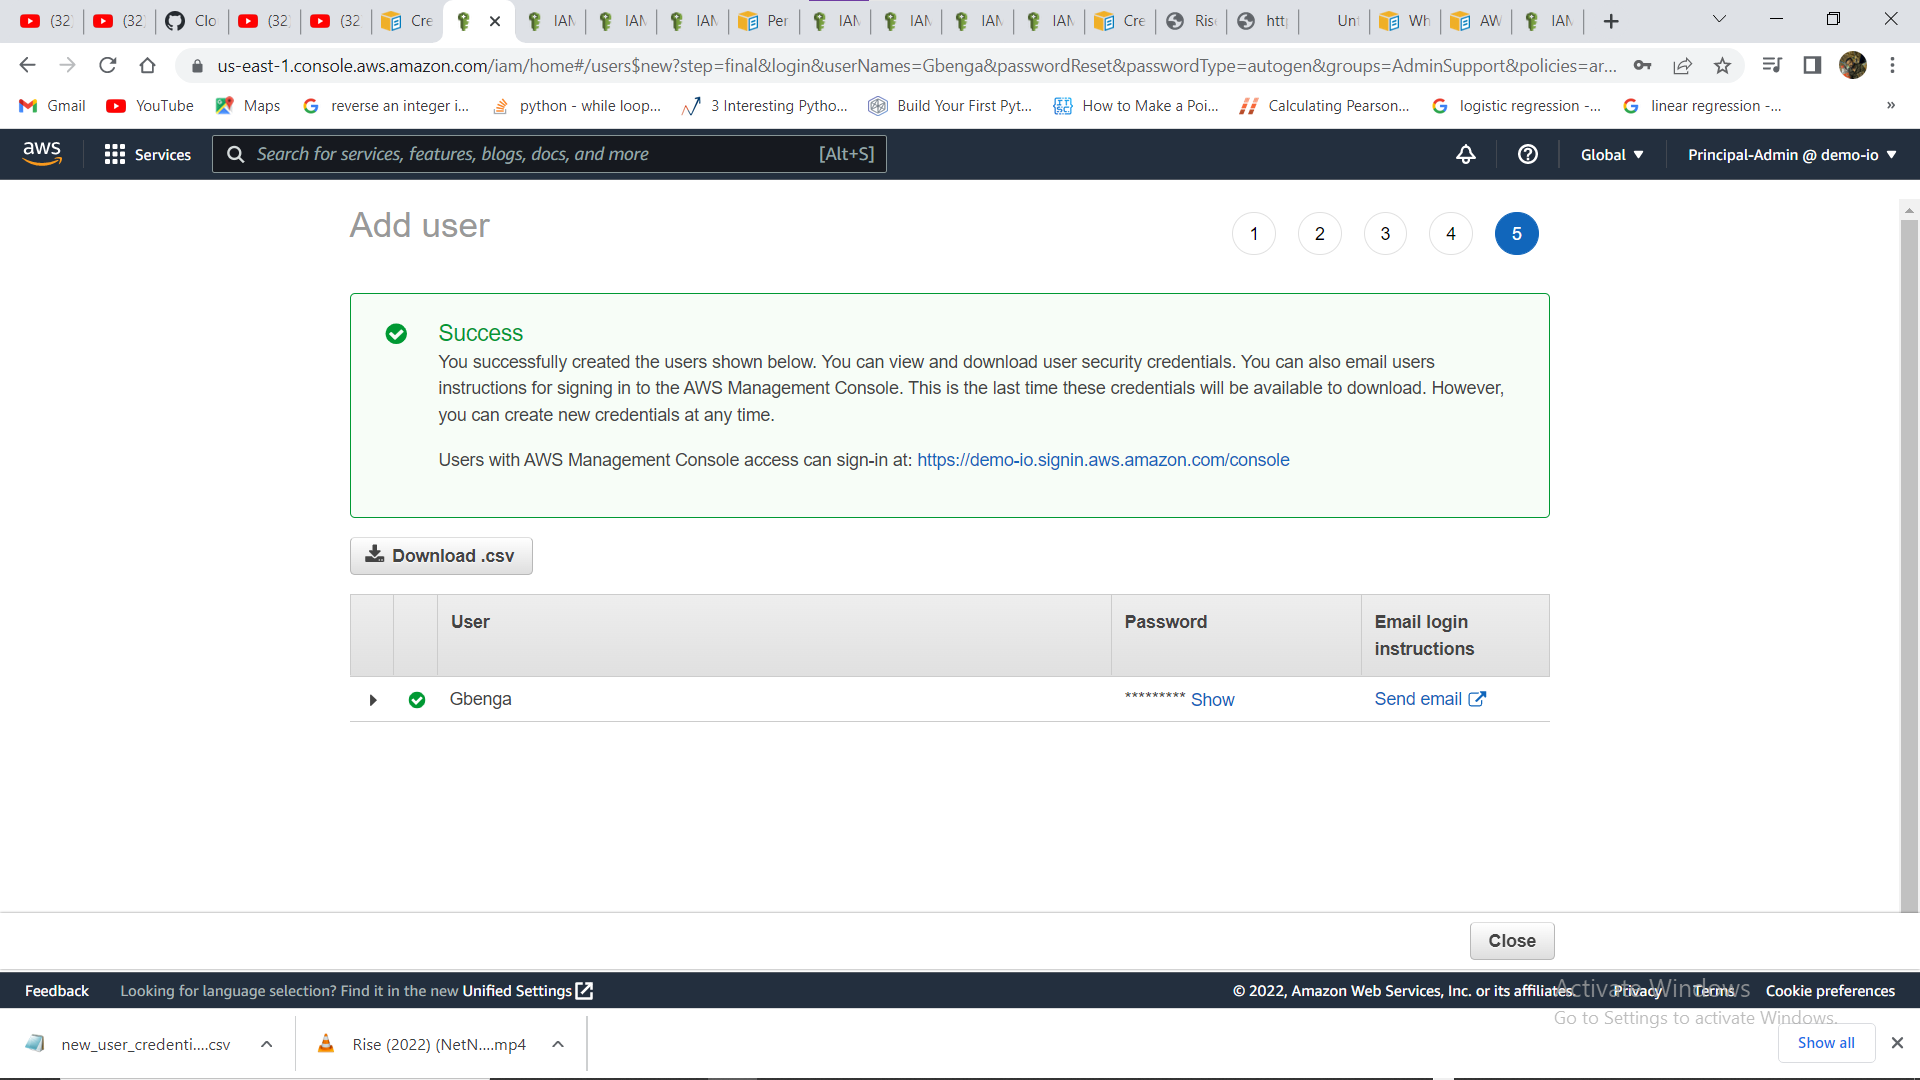 (32
(32
Clo
(32
(32
Cre
IAM
IAM
IAM
Per
IAM
IAM
IAM
IAM
Cre
Ris
htt
Un
Wh
AW
IAM
us-east-1.console.aws.amazon.com/iam/home#/users$new?step=final&login&userNames=Gbenga&passwordReset&passwordType=autogen&groups=AdminSupport&policies=ar...
Gmail
YouTube
Maps
reverse an integer i...
python - while loop...
3 Interesting Pytho...
Build Your First Pyt...
How to Make a Poi...
Calculating Pearson...
logistic regression -...
linear regression -...
»
aws
Services
Search for services, features, blogs, docs, and more
[Alt+S]
Global
Principal-Admin @ demo-io
Add user
1
2
3
4
5
Success
You successfully created the users shown below. You can view and download user security credentials. You can also email users
instructions for signing in to the AWS Management Console. This is the last time these credentials will be available to download. However,
you can create new credentials at any time.
Users with AWS Management Console access can sign-in at: https://demo-io.signin.aws.amazon.com/console
Download .csv
User
Password
Email login
instructions
Gbenga
********* Show
Send email
Close
Feedback
Looking for language selection? Find it in the new Unified Settings
© 2022, Amazon Web Services, Inc. or its affiliates.
Privacy
Terms
Cookie preferences
Activate Windows
Go to Settings to activate Windows.
new_user_credenti....csv
Rise (2022) (NetN....mp4
Show all